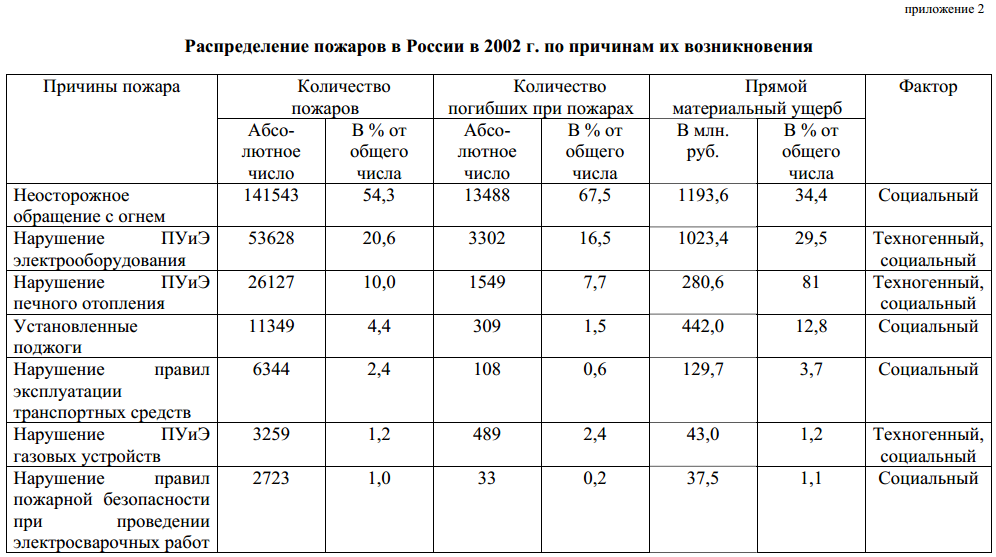 приложение 2
Распределение пожаров в России в 2002 г. по причинам их возникновения
Причины пожара
Количество
пожаров
Количество
погибших при пожарах
Прямой
материальный ущерб
Фактор
Абсо-
лютное
число
В % от
общего
числа
Абсо-
лютное
число
В % от
общего
числа
В млн.
руб.
В % от
общего
числа
Неосторожное
обращение с огнем
141543
54,3
13488
67,5
1193,6
34,4
Социальный
Нарушение ПУиЭ
электрооборудования
53628
20,6
3302
16,5
1023,4
29,5
Техногенный,
социальный
Нарушение ПУиЭ
печного отопления
26127
10,0
1549
7,7
280,6
81
Техногенный,
социальный
Установленные
поджоги
11349
4,4
309
1,5
442,0
12,8
Социальный
Нарушение правил
эксплуатации
транспортных средств
6344
2,4
108
0,6
129,7
3,7
Социальный
Нарушение ПУиЭ
газовых устройств
3259
1,2
489
2,4
43,0
1,2
Техногенный,
социальный
Нарушение правил
пожарной безопасности
при проведении
электросварочных работ
2723
1,0
33
0,2
37,5
1,1
Социальный